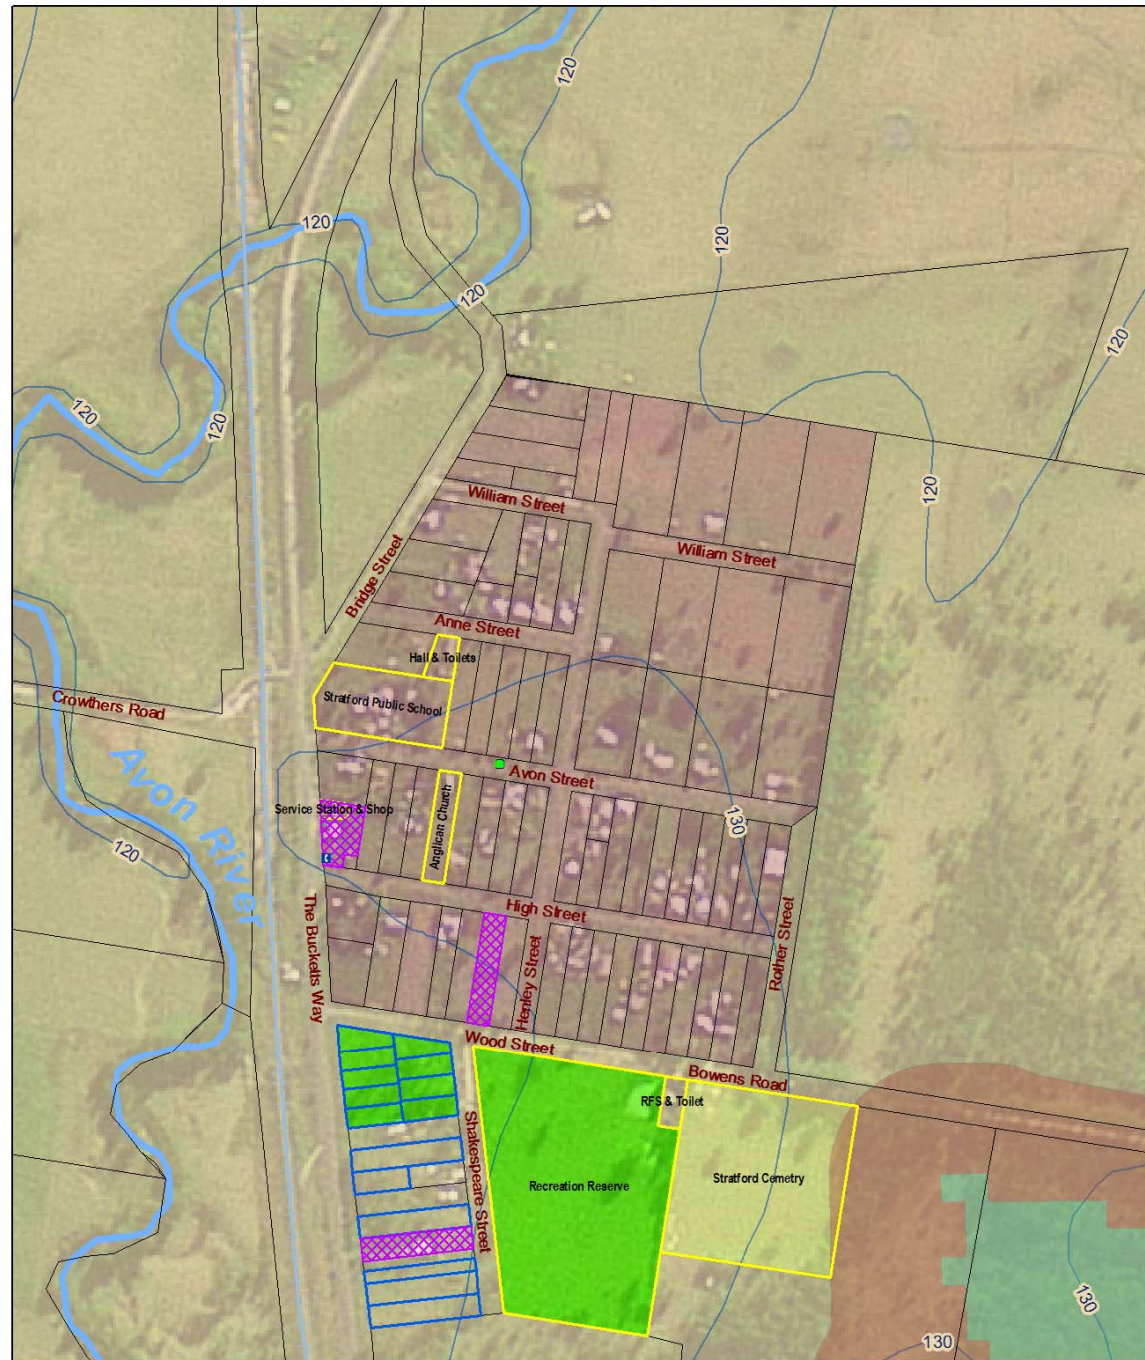 120
120
120
120
120
120
120
William Street
120
William Street
Bridge Street
Anne Street
Hall & Toilets
Stratford Public School
Crowthers Road
Avon Street
Avon River
Service Station & Shop
Anglican Church
130
120
High Street
The Bucketts Way
Henley Street
Rother Street
Wood Street
Bowens Road
RFS & Toilet
Shakespeare Street
Stratford Cemetry
Recreation Reserve
130
130